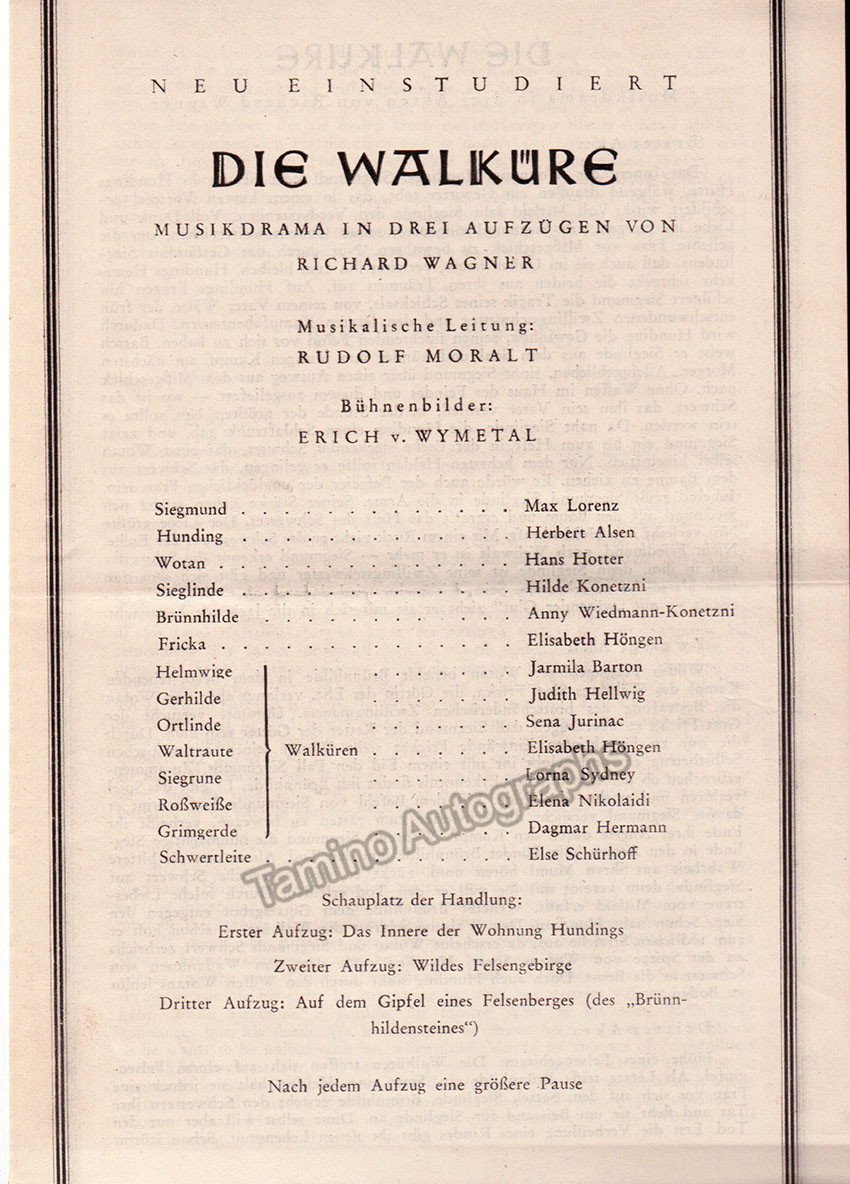 NEU EINSTUDIERT
DIE WALKÜRE
MUSIKDRAMA IN DREI AUFZÜGEN VON
RICHARD WAGNER
Musikalische Leitung:
RUDOLF MORALT
Bühnenbilder:
ERICH v. WYMETAL
Siegmund . . . . . . . . . . . . . . Max Lorenz
Hunding . . . . . . . . . . . . . . Herbert Alsen
Wotan . . . . . . . . . . . . . . . Hans Hotter
Sieglinde . . . . . . . . . . . . . . Hilde Konetzni
Brünnhilde . . . . . . . . . . . . . Anny Wiedmann-Konetzni
Fricka . . . . . . . . . . . . . . . Elisabeth Höngen
Helmwige Jarmila Barton
Gerhilde Judith Hellwig
Ortlinde Sena Jurinac
Waltraute Walküren . . . . . . . Elisabeth Höngen
Siegrune Lorna Sydney
Roßweiße Elena Nikolaidi
Grimgerde Dagmar Hermann
Schwertleite . . . . . . . . . . . . Else Schürhoff
Tamino Autographs
Schauplatz der Handlung:
Erster Aufzug: Das Innere der Wohnung Hundings
Zweiter Aufzug: Wildes Felsengebirge
Dritter Aufzug: Auf dem Gipfel eines Felsenberges (des „Brünn-
hildensteines“)
Nach jedem Aufzug eine größere Pause